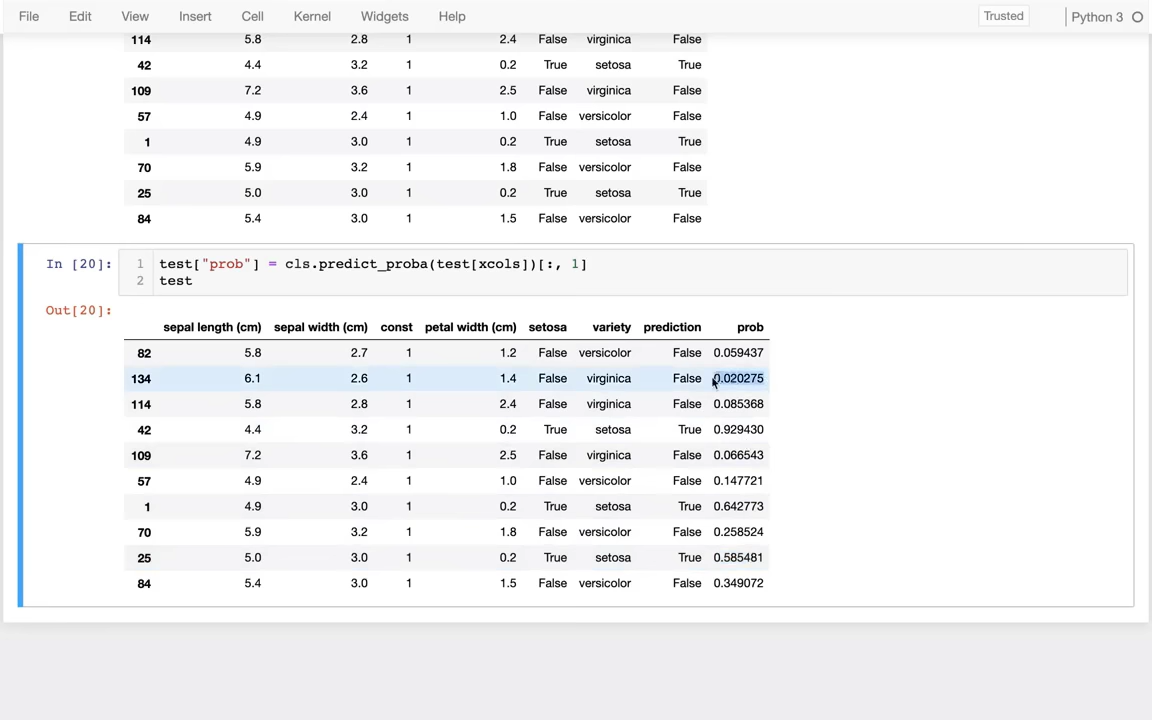 File Edit View Insert Cell Kernel Widgets Help Trusted Python 3
114 5.8 2.8 1 2.4 False virginica False
42 4.4 3.2 1 0.2 True setosa True
109 7.2 3.6 1 2.5 False virginica False
57 4.9 2.4 1 1.0 False versicolor False
1 4.9 3.0 1 0.2 True setosa True
70 5.9 3.2 1 1.8 False versicolor False
25 5.0 3.0 1 0.2 True setosa True
84 5.4 3.0 1 1.5 False versicolor False
In [20]: 1 test["prob"] = cls.predict_proba(test[xcols])[:, 1]
2 test
Out[20]:
sepal length (cm) sepal width (cm) const petal width (cm) setosa variety prediction prob
82 5.8 2.7 1 1.2 False versicolor False 0.059437
134 6.1 2.6 1 1.4 False virginica False 0.020275
114 5.8 2.8 1 2.4 False virginica False 0.085368
42 4.4 3.2 1 0.2 True setosa True 0.929430
109 7.2 3.6 1 2.5 False virginica False 0.066543
57 4.9 2.4 1 1.0 False versicolor False 0.147721
1 4.9 3.0 1 0.2 True setosa True 0.642773
70 5.9 3.2 1 1.8 False versicolor False 0.258524
25 5.0 3.0 1 0.2 True setosa True 0.585481
84 5.4 3.0 1 1.5 False versicolor False 0.349072